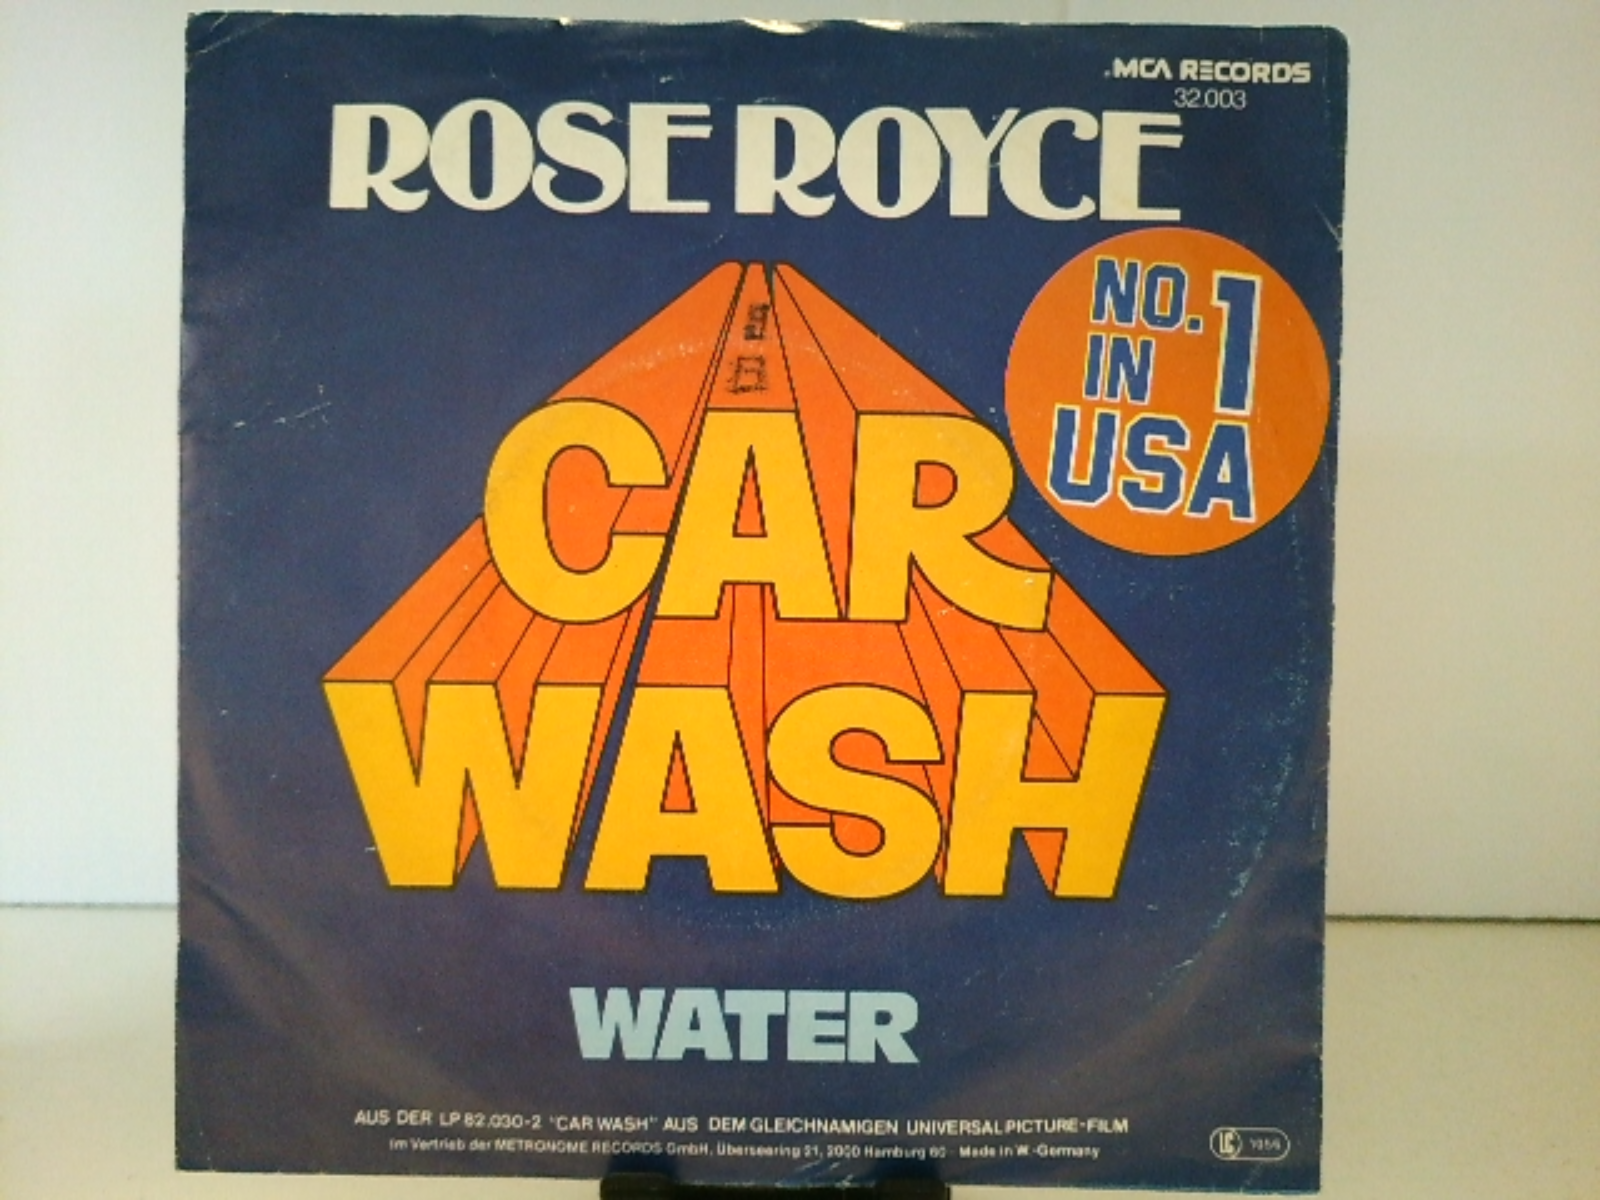 MCA RECORDS
32.003
ROSE ROYCE
NO. 1
IN
USA
CAR
WASH
WATER
AUS DER LP 62.030-2 "CAR WASH" AUS DEM GLEICHNAMIGEN UNIVERSAL PICTURE-FILM
Im Vertrieb der METRONOME RECORDS GmbH, Überseering 21, 2000 Hamburg 60 Made in W.-Germany
LC 1056